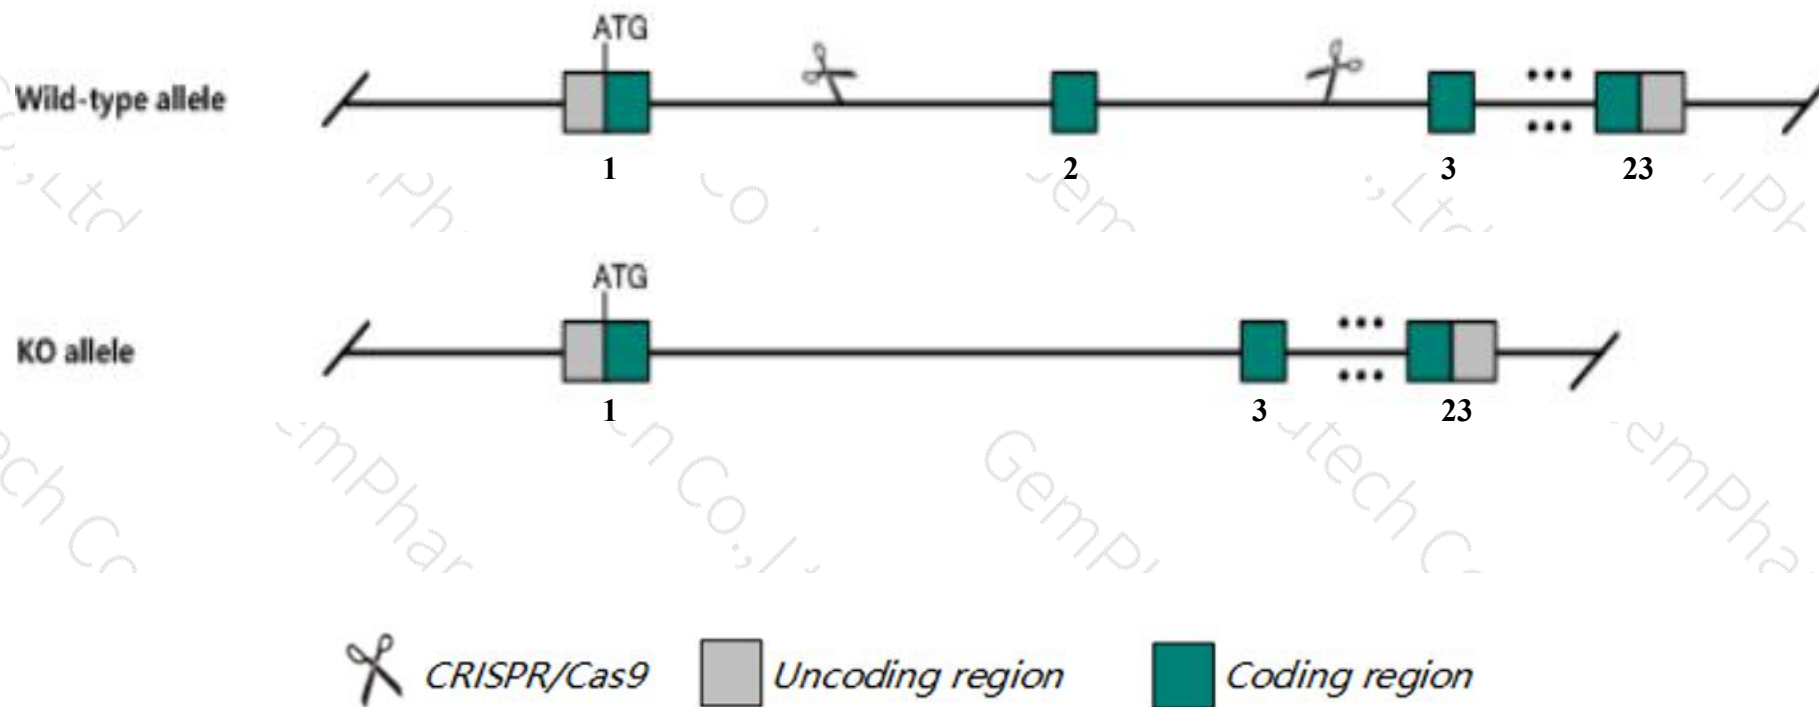 ATG
Wild-type allele
1 2 3 23
ATG
KO allele
1 3 23
CRISPR/Cas9 Uncoding region Coding region